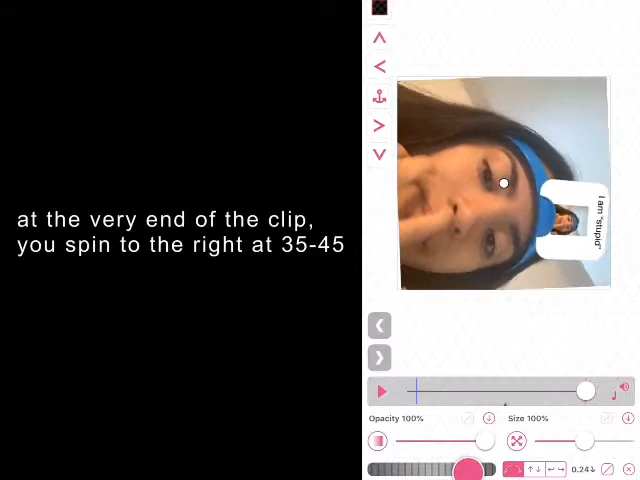 at the very end of the clip,
you spin to the right at 35-45
I am "stupid"
Opacity 100%
Size 100%
0.24